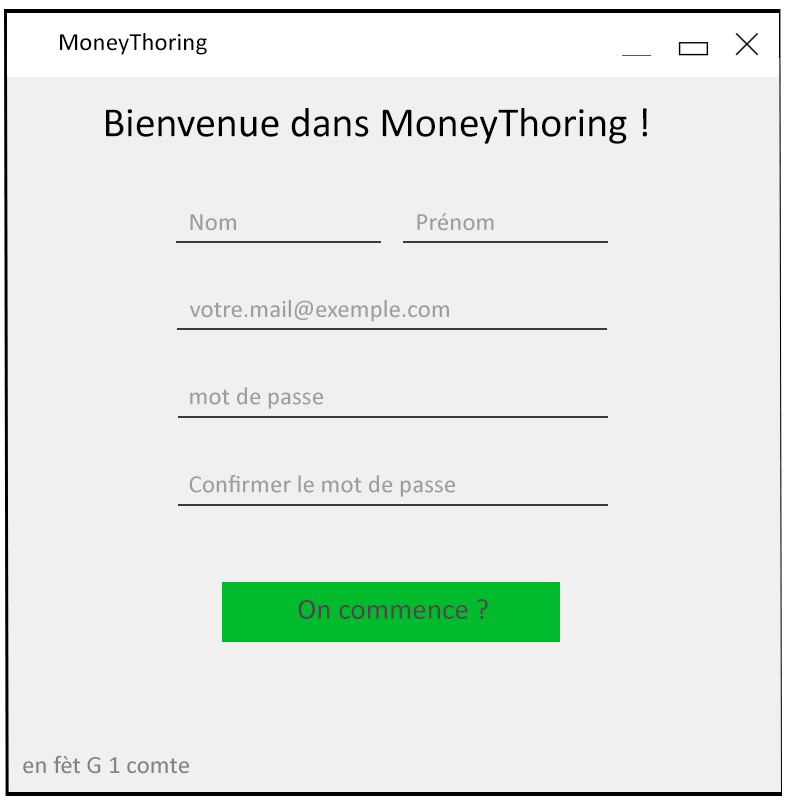 MoneyThoring
Bienvenue dans MoneyThoring !
Nom Prénom
votre.mail@exemple.com
mot de passe
Confirmer le mot de passe
On commence ?
en fèt G 1 comte